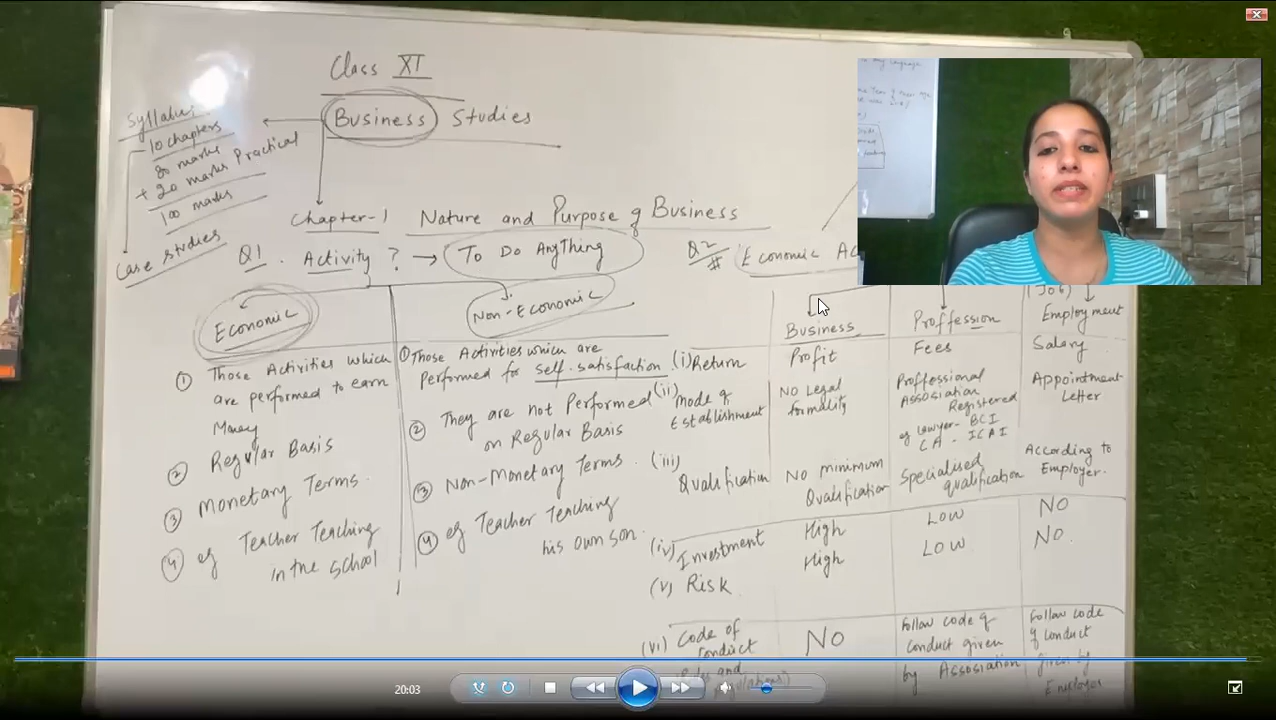 Class XI
Business Studies
Syllabus
10 chapters
80 marks
+ 20 marks Practical
100 marks
Case studies
Chapter-1 Nature and Purpose of Business
Q1. Activity ? → To Do Anything
Economic
① Those Activities which
are performed to earn
Money
② Regular Basis
③ Monetary Terms.
④ eg Teacher Teaching
in the school
Non-Economic
① Those Activities which are
performed for self-satisfaction
② They are not Performed
on Regular Basis
③ Non-Monetary Terms.
④ eg Teacher Teaching
his own son.
Q2
# Economic Ac
Business Proffession (Job) Employment
(i) Return Profit Fees Salary
(ii) Mode of Establishment No Legal formality Proffessional Assosiation Registered Appointment Letter
eg Lawyer- BCI
CA - ICAI
(iii) Qualification No minimum Qualification Specialised qualification According to Employer.
(iv) Investment High Low No
(v) Risk High Low No.
(vi) Code of Conduct No Follow code of conduct given by Assosiation Follow code of conduct given by Employer
20:03